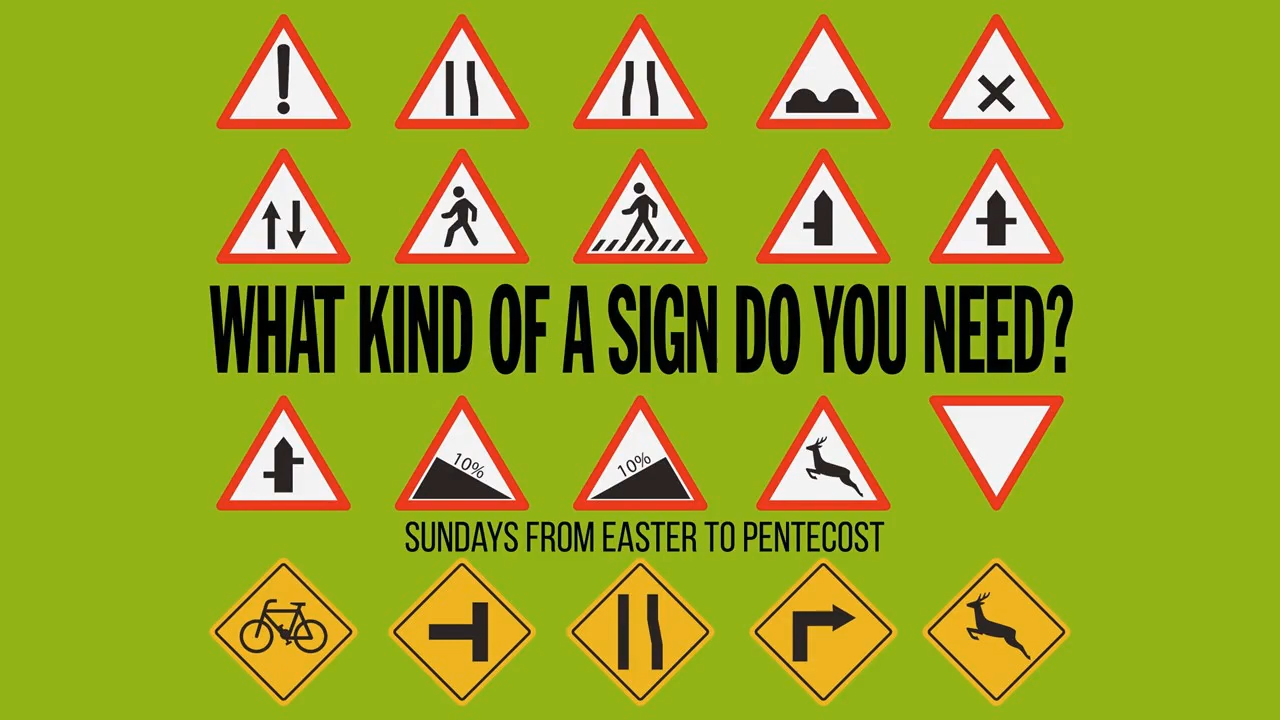 !
WHAT KIND OF A SIGN DO YOU NEED?
10%
10%
SUNDAYS FROM EASTER TO PENTECOST